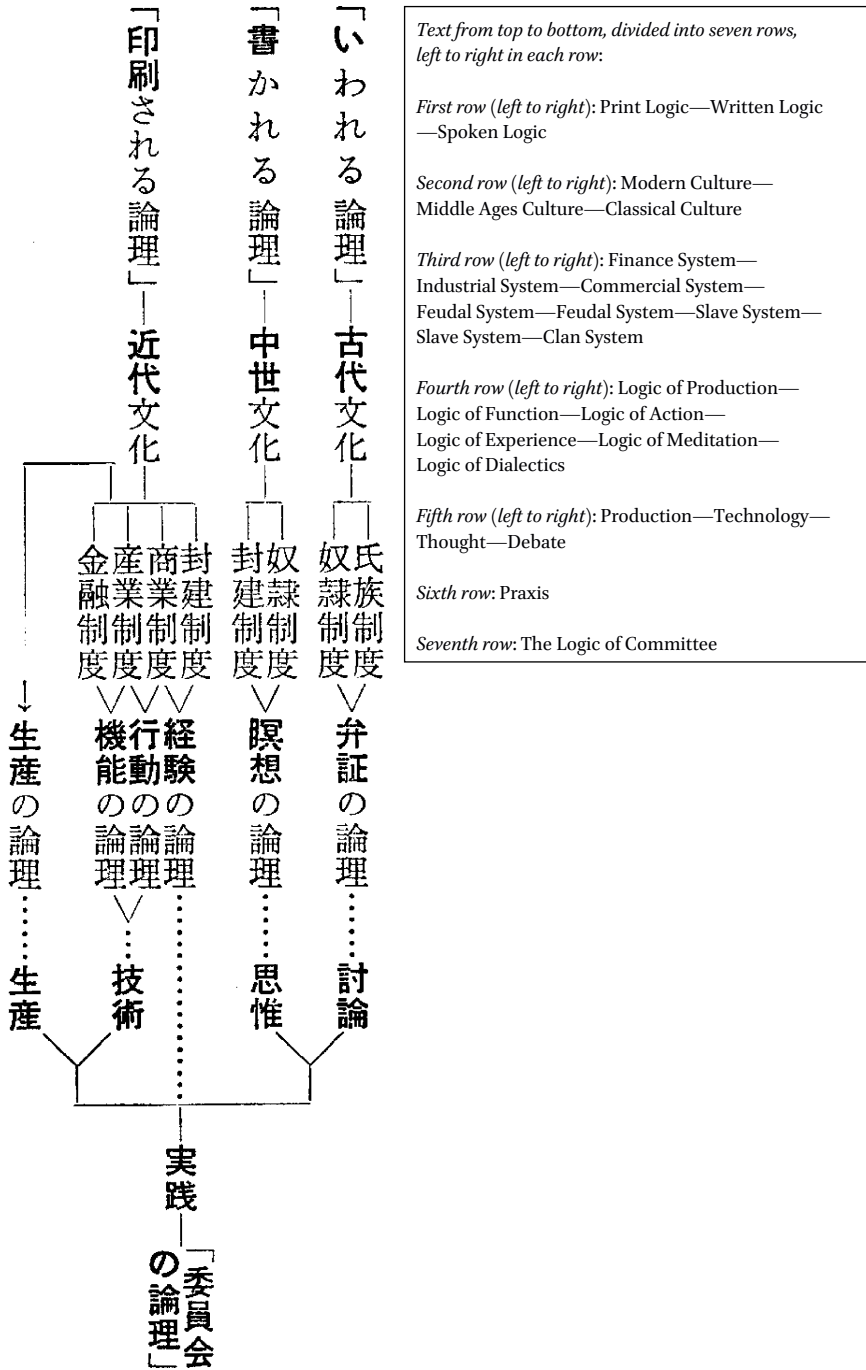 「印刷される論理」―近代文化
「書かれる論理」―中世文化
「いわれる論理」―古代文化
金融制度
産業制度
商業制度
封建制度
封建制度
奴隷制度
奴隷制度
氏族制度
生産の論理……生産
機能の論理
行動の論理
…技術
経験の論理
瞑想の論理……思惟
弁証の論理……討論
実践
「委員会
の論理」
Text from top to bottom, divided into seven rows,
left to right in each row:
First row (left to right): Print Logic—Written Logic
—Spoken Logic
Second row (left to right): Modern Culture—
Middle Ages Culture—Classical Culture
Third row (left to right): Finance System—
Industrial System—Commercial System—
Feudal System—Feudal System—Slave System—
Slave System—Clan System
Fourth row (left to right): Logic of Production—
Logic of Function—Logic of Action—
Logic of Experience—Logic of Meditation—
Logic of Dialectics
Fifth row (left to right): Production—Technology—
Thought—Debate
Sixth row: Praxis
Seventh row: The Logic of Committee